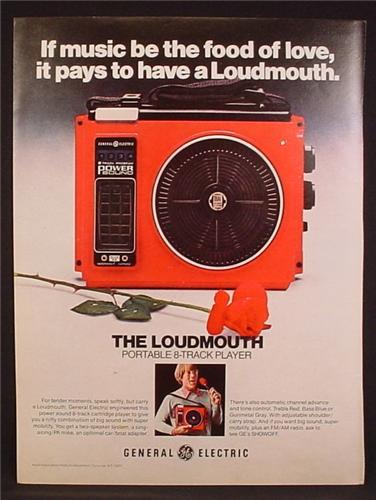 If music be the food of love,
it pays to have a Loudmouth.
GENERAL ELECTRIC
POWER
SOUND
THE LOUDMOUTH
PORTABLE 8-TRACK PLAYER
For tender moments, speak softly, but carry
a Loudmouth. General Electric engineered this
power sound 8-track cartridge player to give
you a nifty combination of big sound with super
mobility. You get a two-speaker system, a sing-
along/PA mike, an optional car/boat adapter.
There's also automatic channel advance
and tone control. Treble Red, Bass Blue or
Gunmetal Gray. With adjustable shoulder/
carry strap. And if you want big sound, super
mobility, plus an FM/AM radio, ask to
see GE's SHOWOFF.
GENERAL ELECTRIC